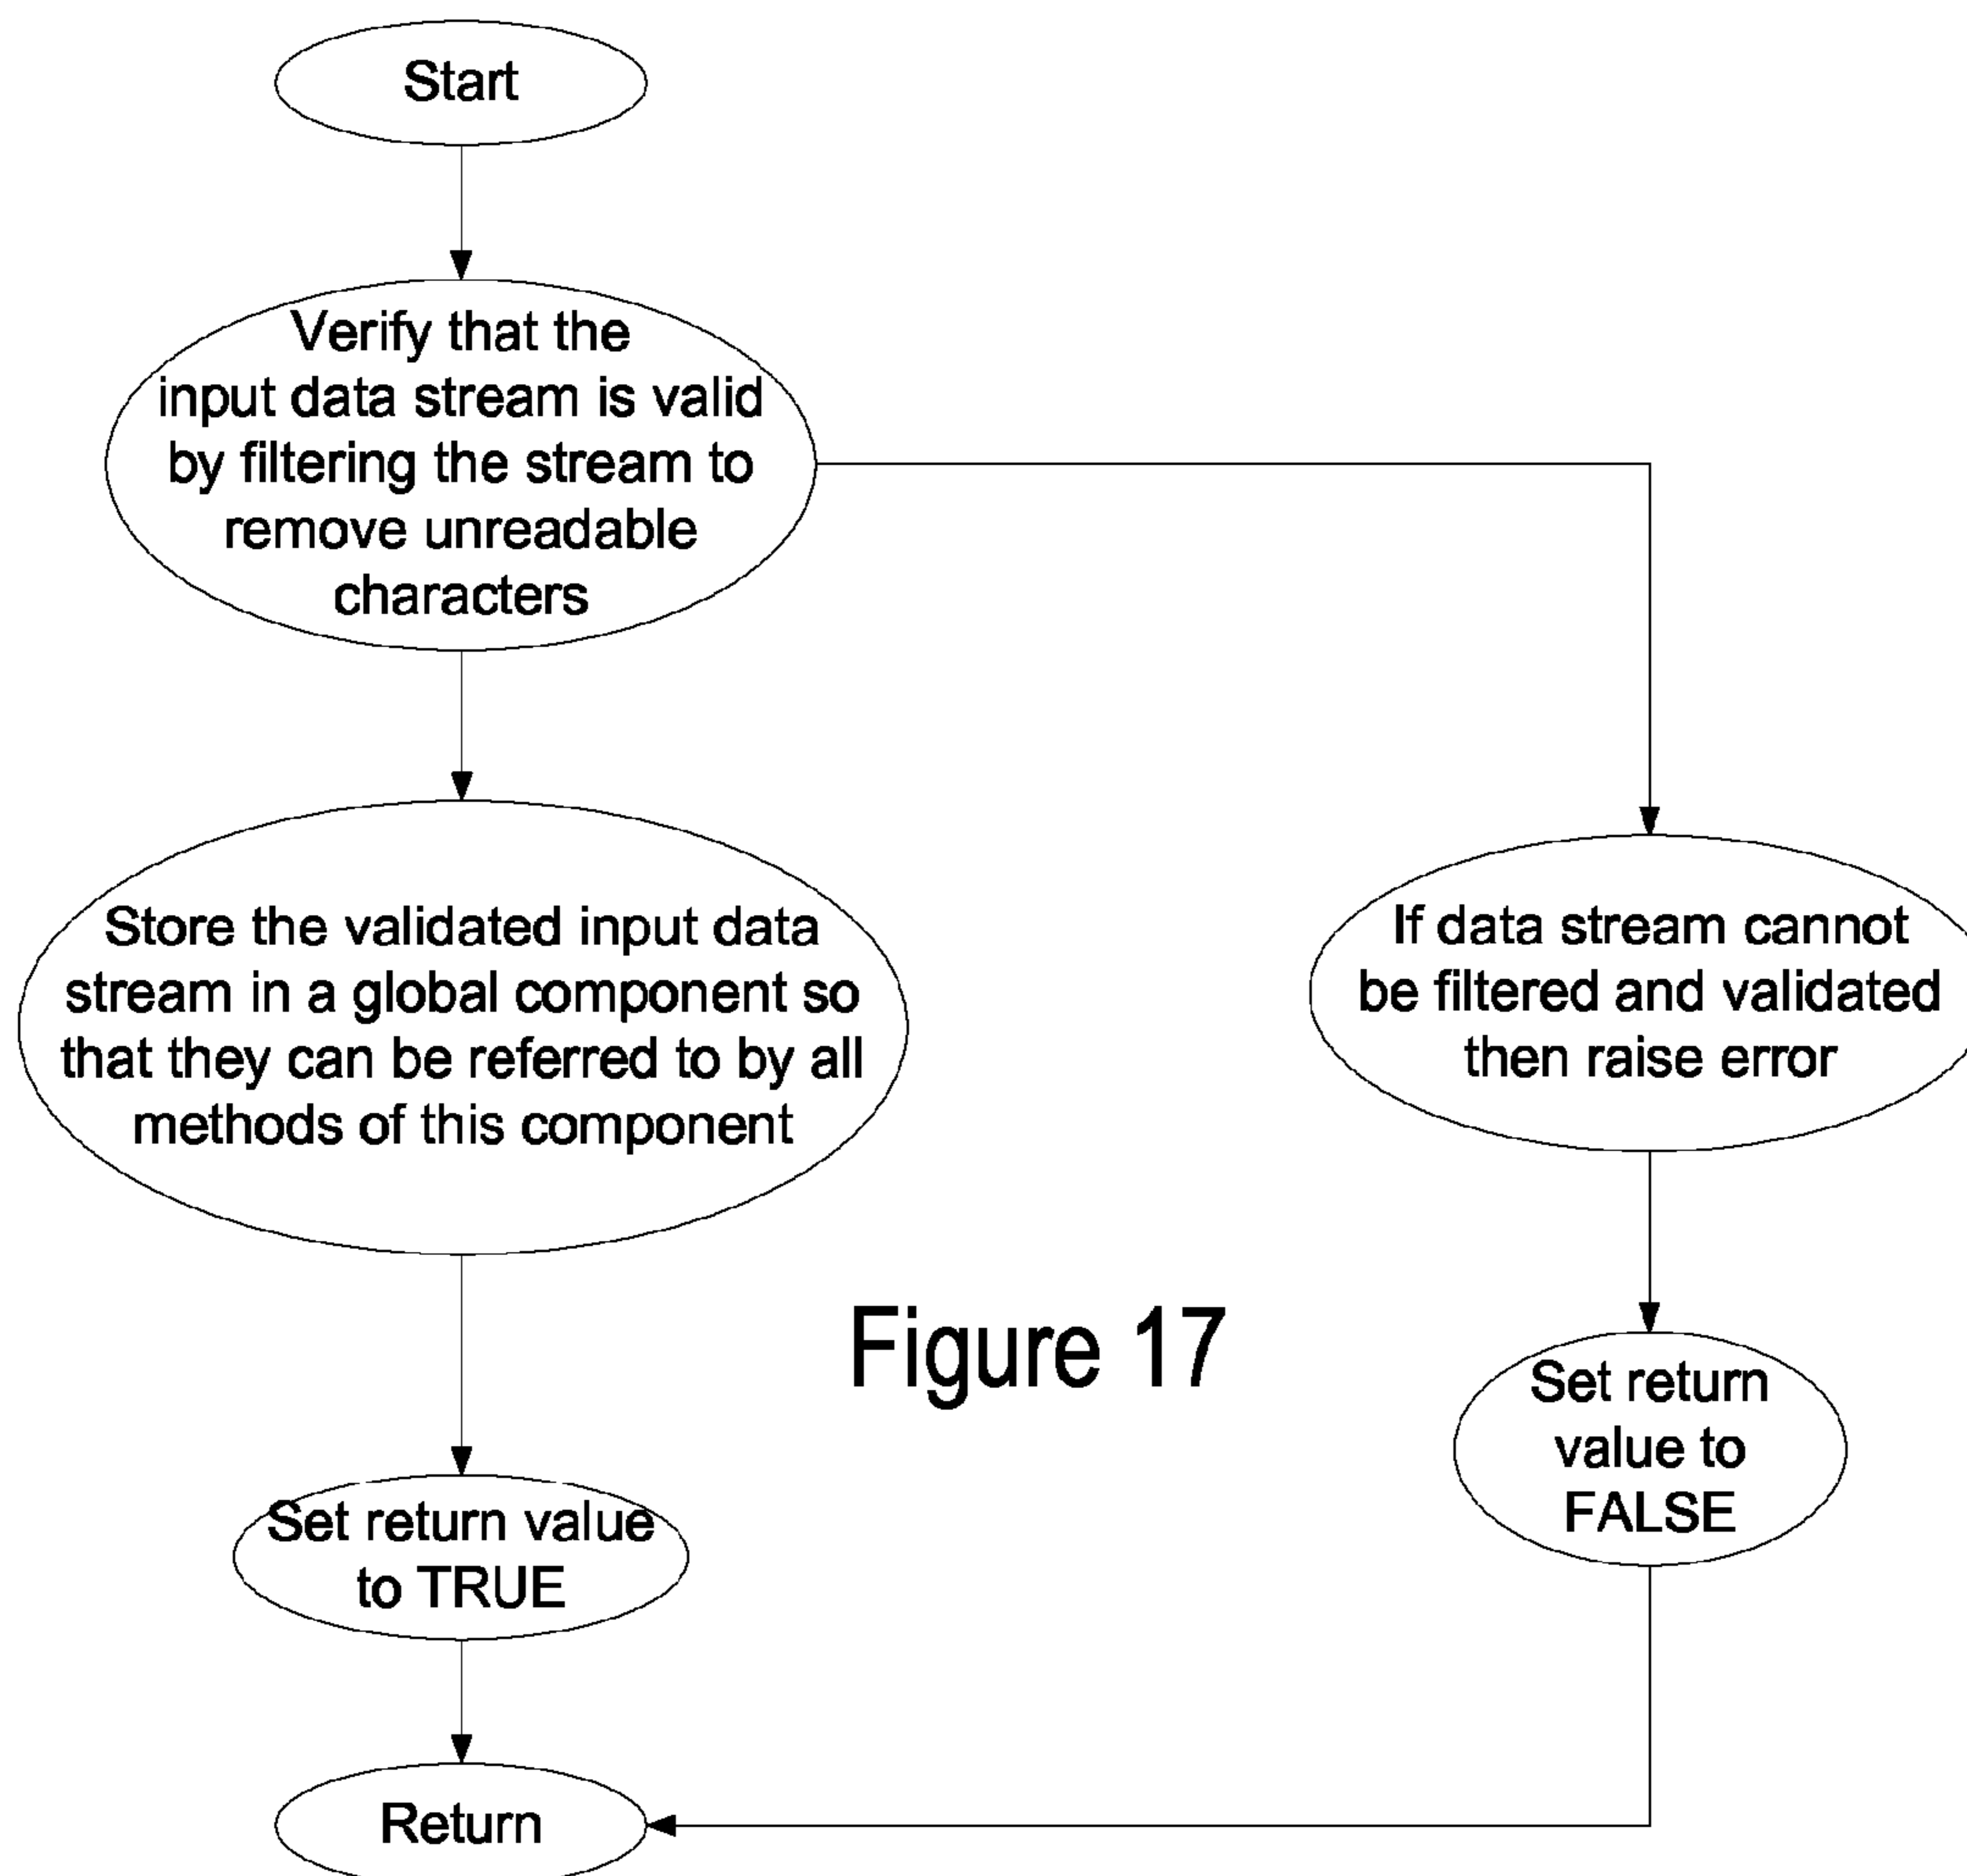 Start
Verify that the
input data stream is valid
by filtering the stream to
remove unreadable
characters
Store the validated input data
stream in a global component so
that they can be referred to by all
methods of this component
If data stream cannot
be filtered and validated
then raise error
Figure 17
Set return
value to
FALSE
Set return value
to TRUE
Return